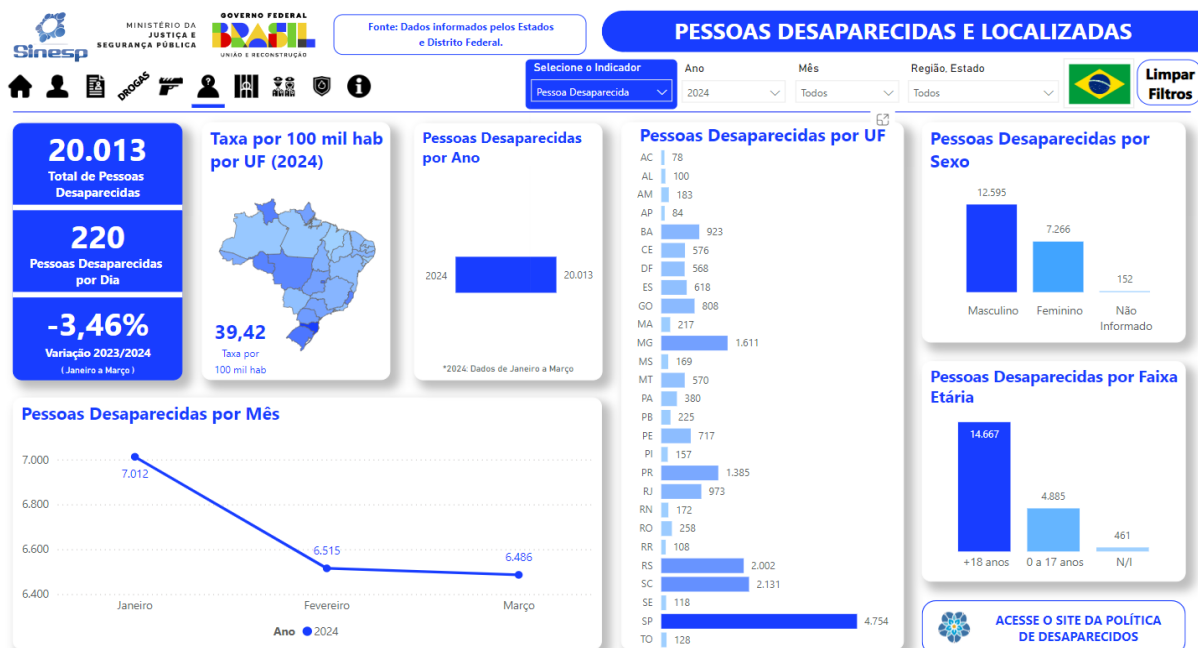 Sinesp
MINISTÉRIO DA
JUSTIÇA E
SEGURANÇA PÚBLICA
GOVERNO FEDERAL
BRASIL
UNIÃO E RECONSTRUÇÃO
Fonte: Dados informados pelos Estados
e Distrito Federal.
PESSOAS DESAPARECIDAS E LOCALIZADAS
DROGAS
Selecione o Indicador
Pessoa Desaparecida
Ano
2024
Mês
Todos
Região, Estado
Todos
Limpar
Filtros
20.013
Total de Pessoas
Desaparecidas
220
Pessoas Desaparecidas
por Dia
-3,46%
Variação 2023/2024
( Janeiro a Março )
Taxa por 100 mil hab
por UF (2024)
39,42
Taxa por
100 mil hab
Pessoas Desaparecidas
por Ano
2024 20.013
*2024: Dados de Janeiro a Março
Pessoas Desaparecidas por Mês
7.000
6.800
6.600
6.400
7.012
6.515
6.486
Janeiro Fevereiro Março
Ano 2024
Pessoas Desaparecidas por UF
AC 78
AL 100
AM 183
AP 84
BA 923
CE 576
DF 568
ES 618
GO 808
MA 217
MG 1.611
MS 169
MT 570
PA 380
PB 225
PE 717
PI 157
PR 1.385
RJ 973
RN 172
RO 258
RR 108
RS 2.002
SC 2.131
SE 118
SP 4.754
TO 128
Pessoas Desaparecidas por
Sexo
12.595
7.266
152
Masculino Feminino Não
Informado
Pessoas Desaparecidas por Faixa
Etária
14.667
4.885
461
+18 anos 0 a 17 anos N/I
ACESSE O SITE DA POLÍTICA
DE DESAPARECIDOS